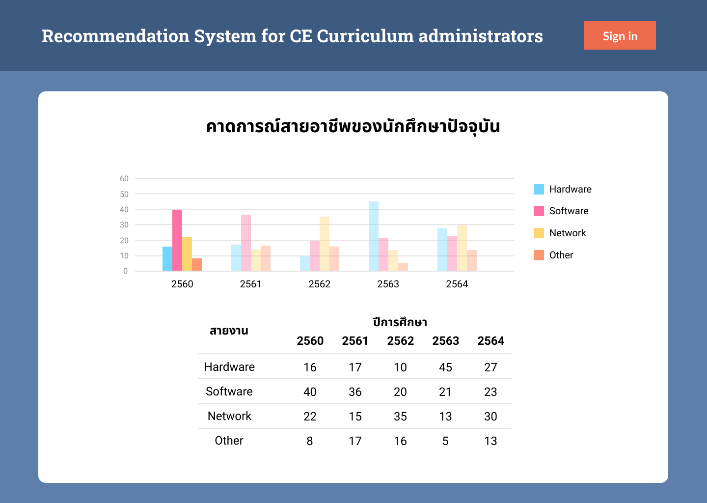 Recommendation System for CE Curriculum administrators
Sign in
คาดการณ์สายอาชีพของนักศึกษาปัจจุบัน
60
50
40
30
20
10
0
2560 2561 2562 2563 2564
Hardware
Software
Network
Other
สายงาน ปีการศึกษา
2560 2561 2562 2563 2564
Hardware 16 17 10 45 27
Software 40 36 20 21 23
Network 22 15 35 13 30
Other 8 17 16 5 13